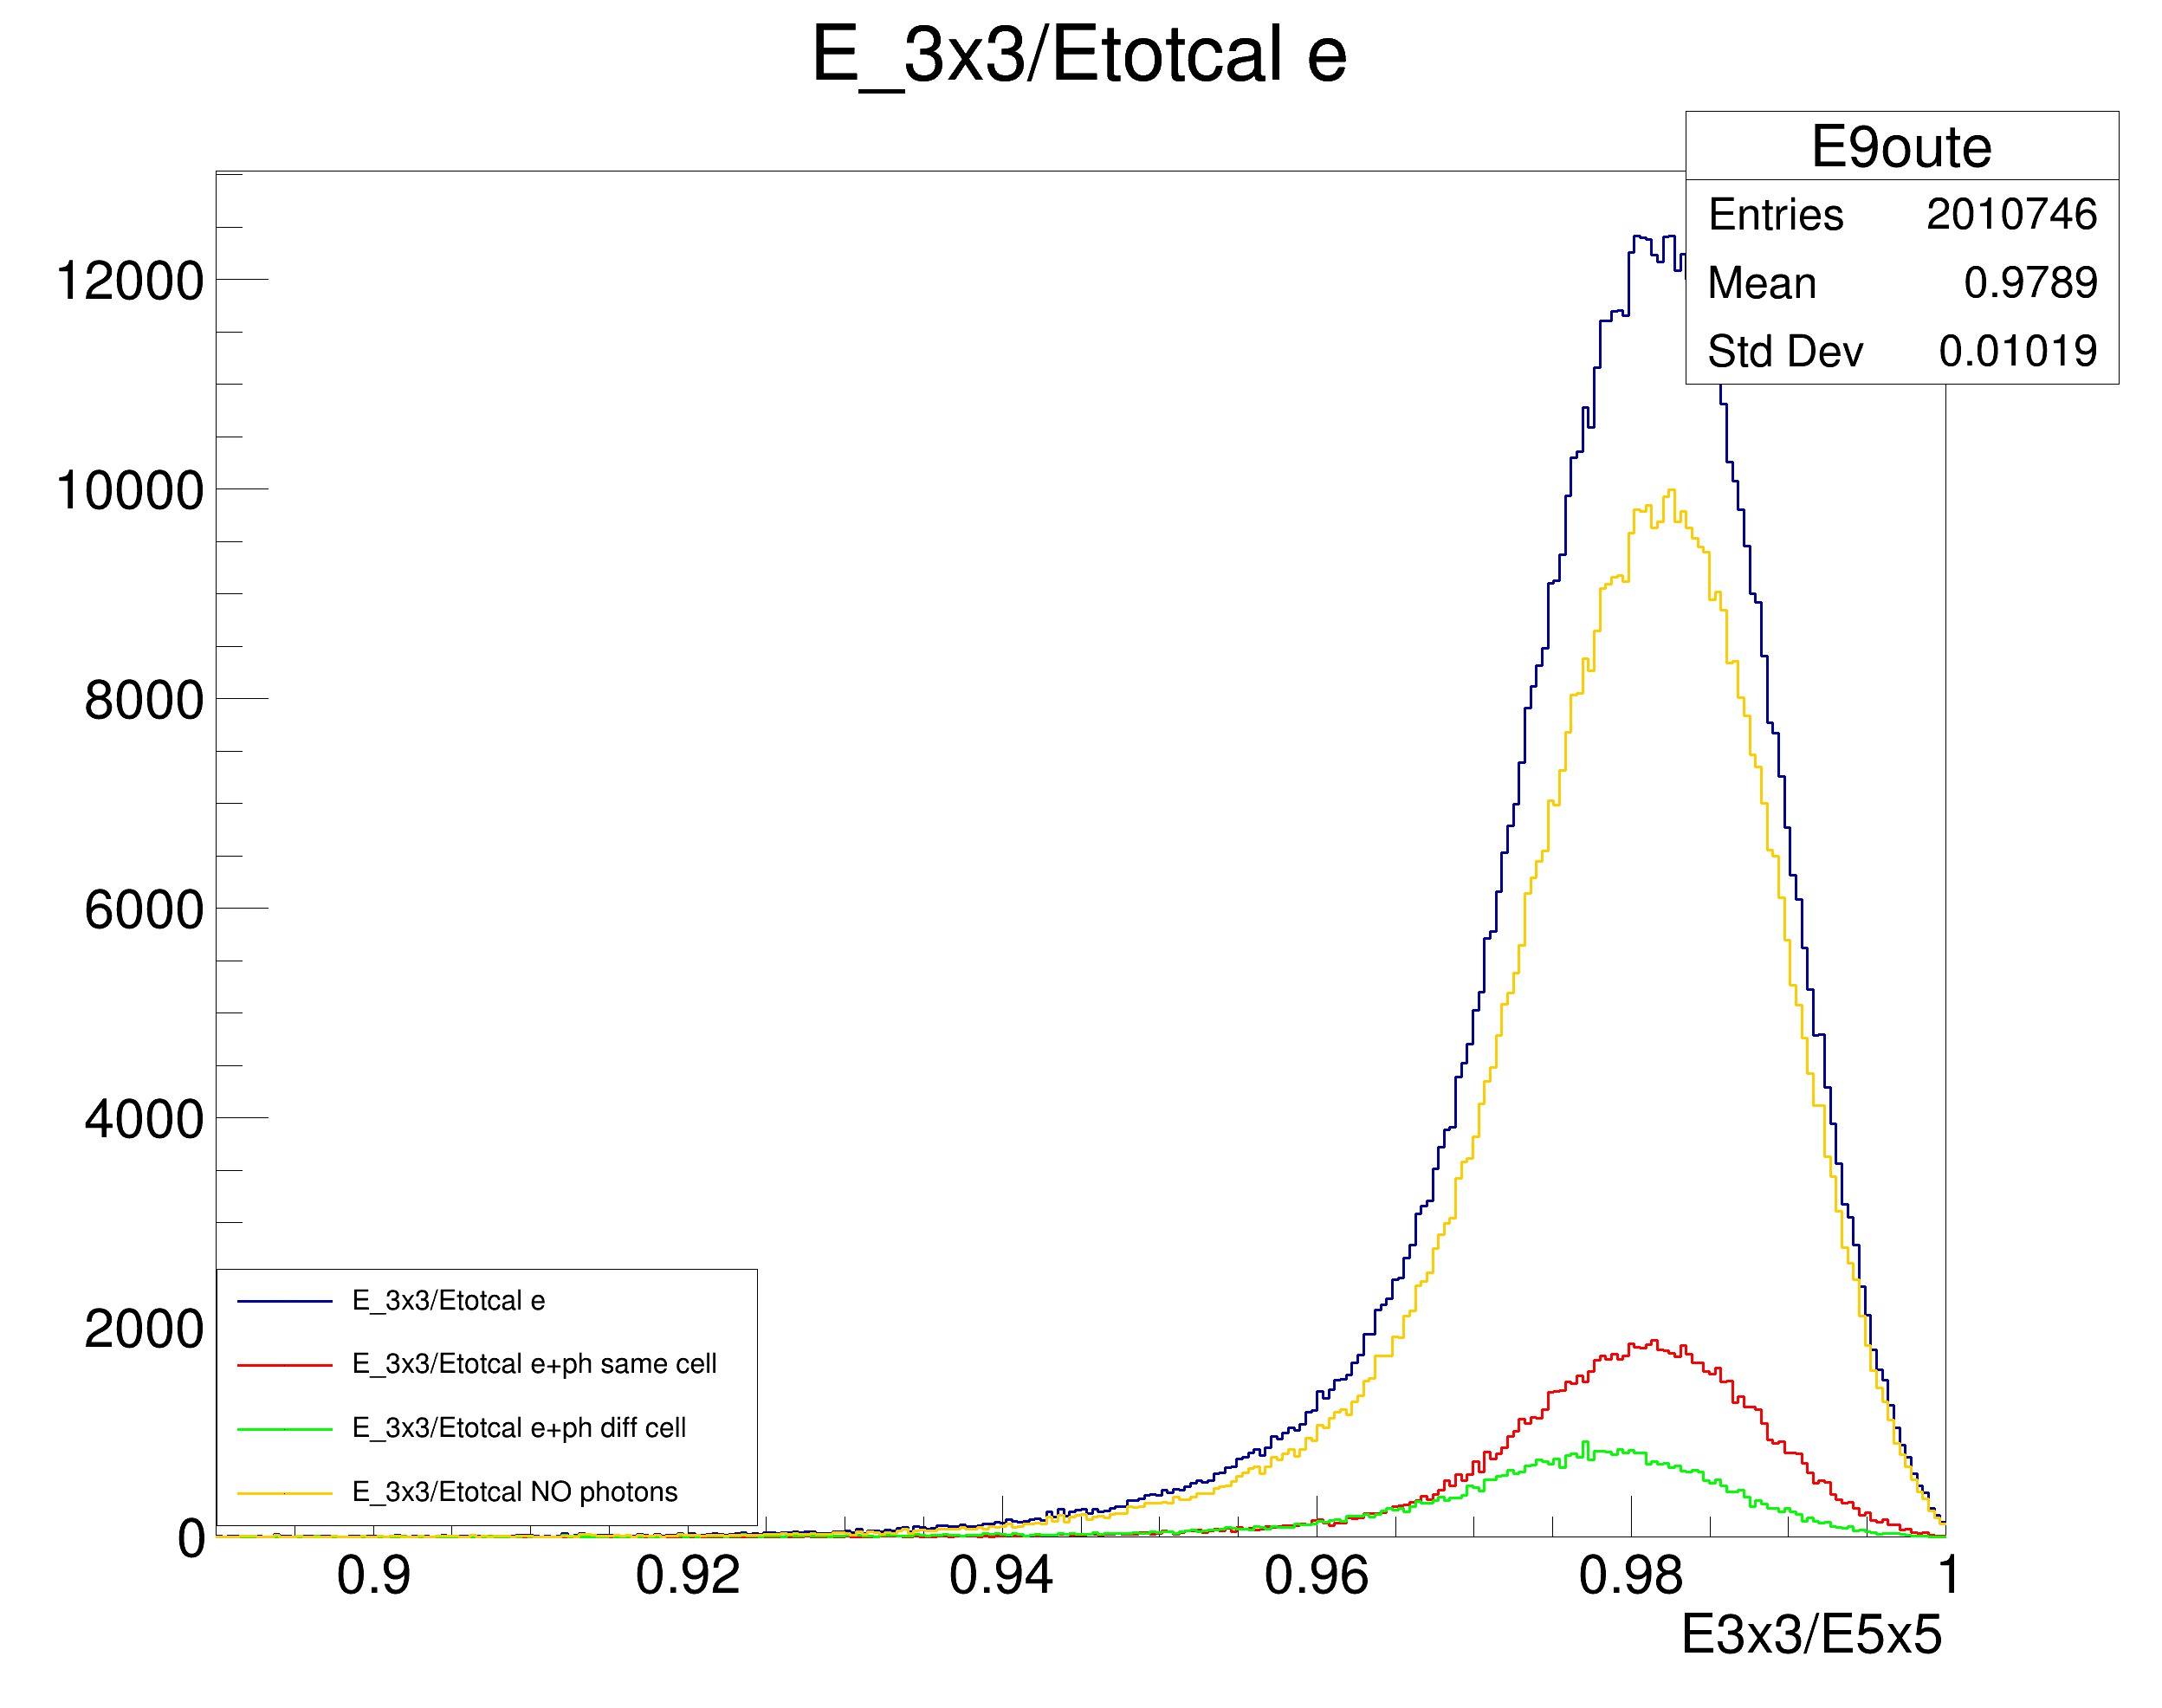 E_3x3/Etotcal e
E9oute
Entries 2010746
Mean 0.9789
Std Dev 0.01019
12000
10000
8000
6000
4000
2000
0
E_3x3/Etotcal e
E_3x3/Etotcal e+ph same cell
E_3x3/Etotcal e+ph diff cell
E_3x3/Etotcal NO photons
0.9 0.92 0.94 0.96 0.98 1
E3x3/E5x5